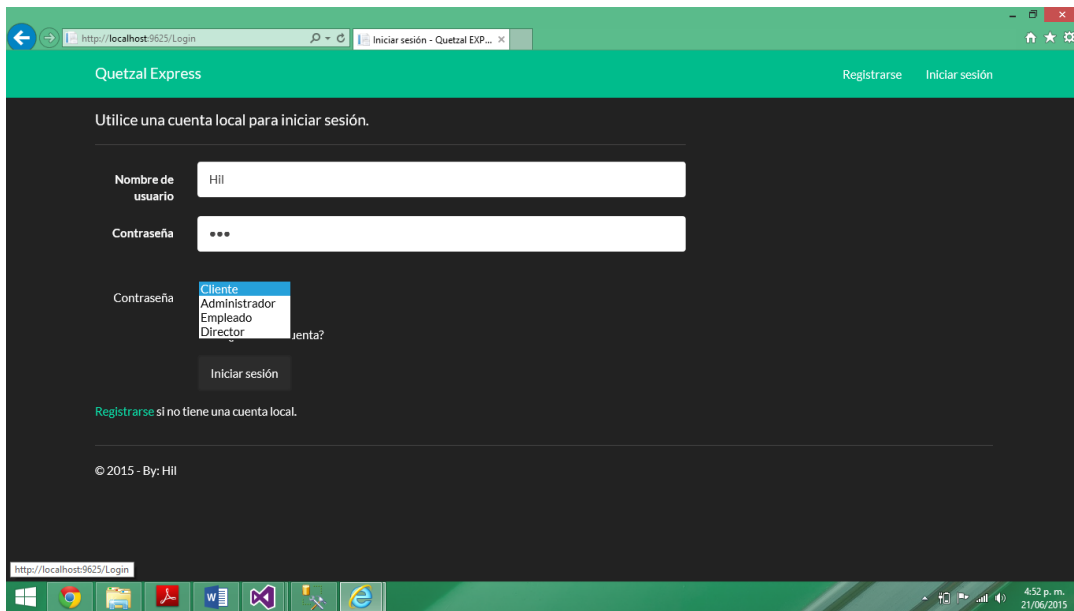 http://localhost:9625/Login
Iniciar sesión - Quetzal EXP...
Quetzal Express
Registrarse
Iniciar sesión
Utilice una cuenta local para iniciar sesión.
Nombre de usuario
Hil
Contraseña
•••
Contraseña
Cliente
Administrador
Empleado
Director
Iniciar sesión
Registrarse si no tiene una cuenta local.
© 2015 - By: Hil
http://localhost:9625/Login
4:52 p. m.
21/06/2015